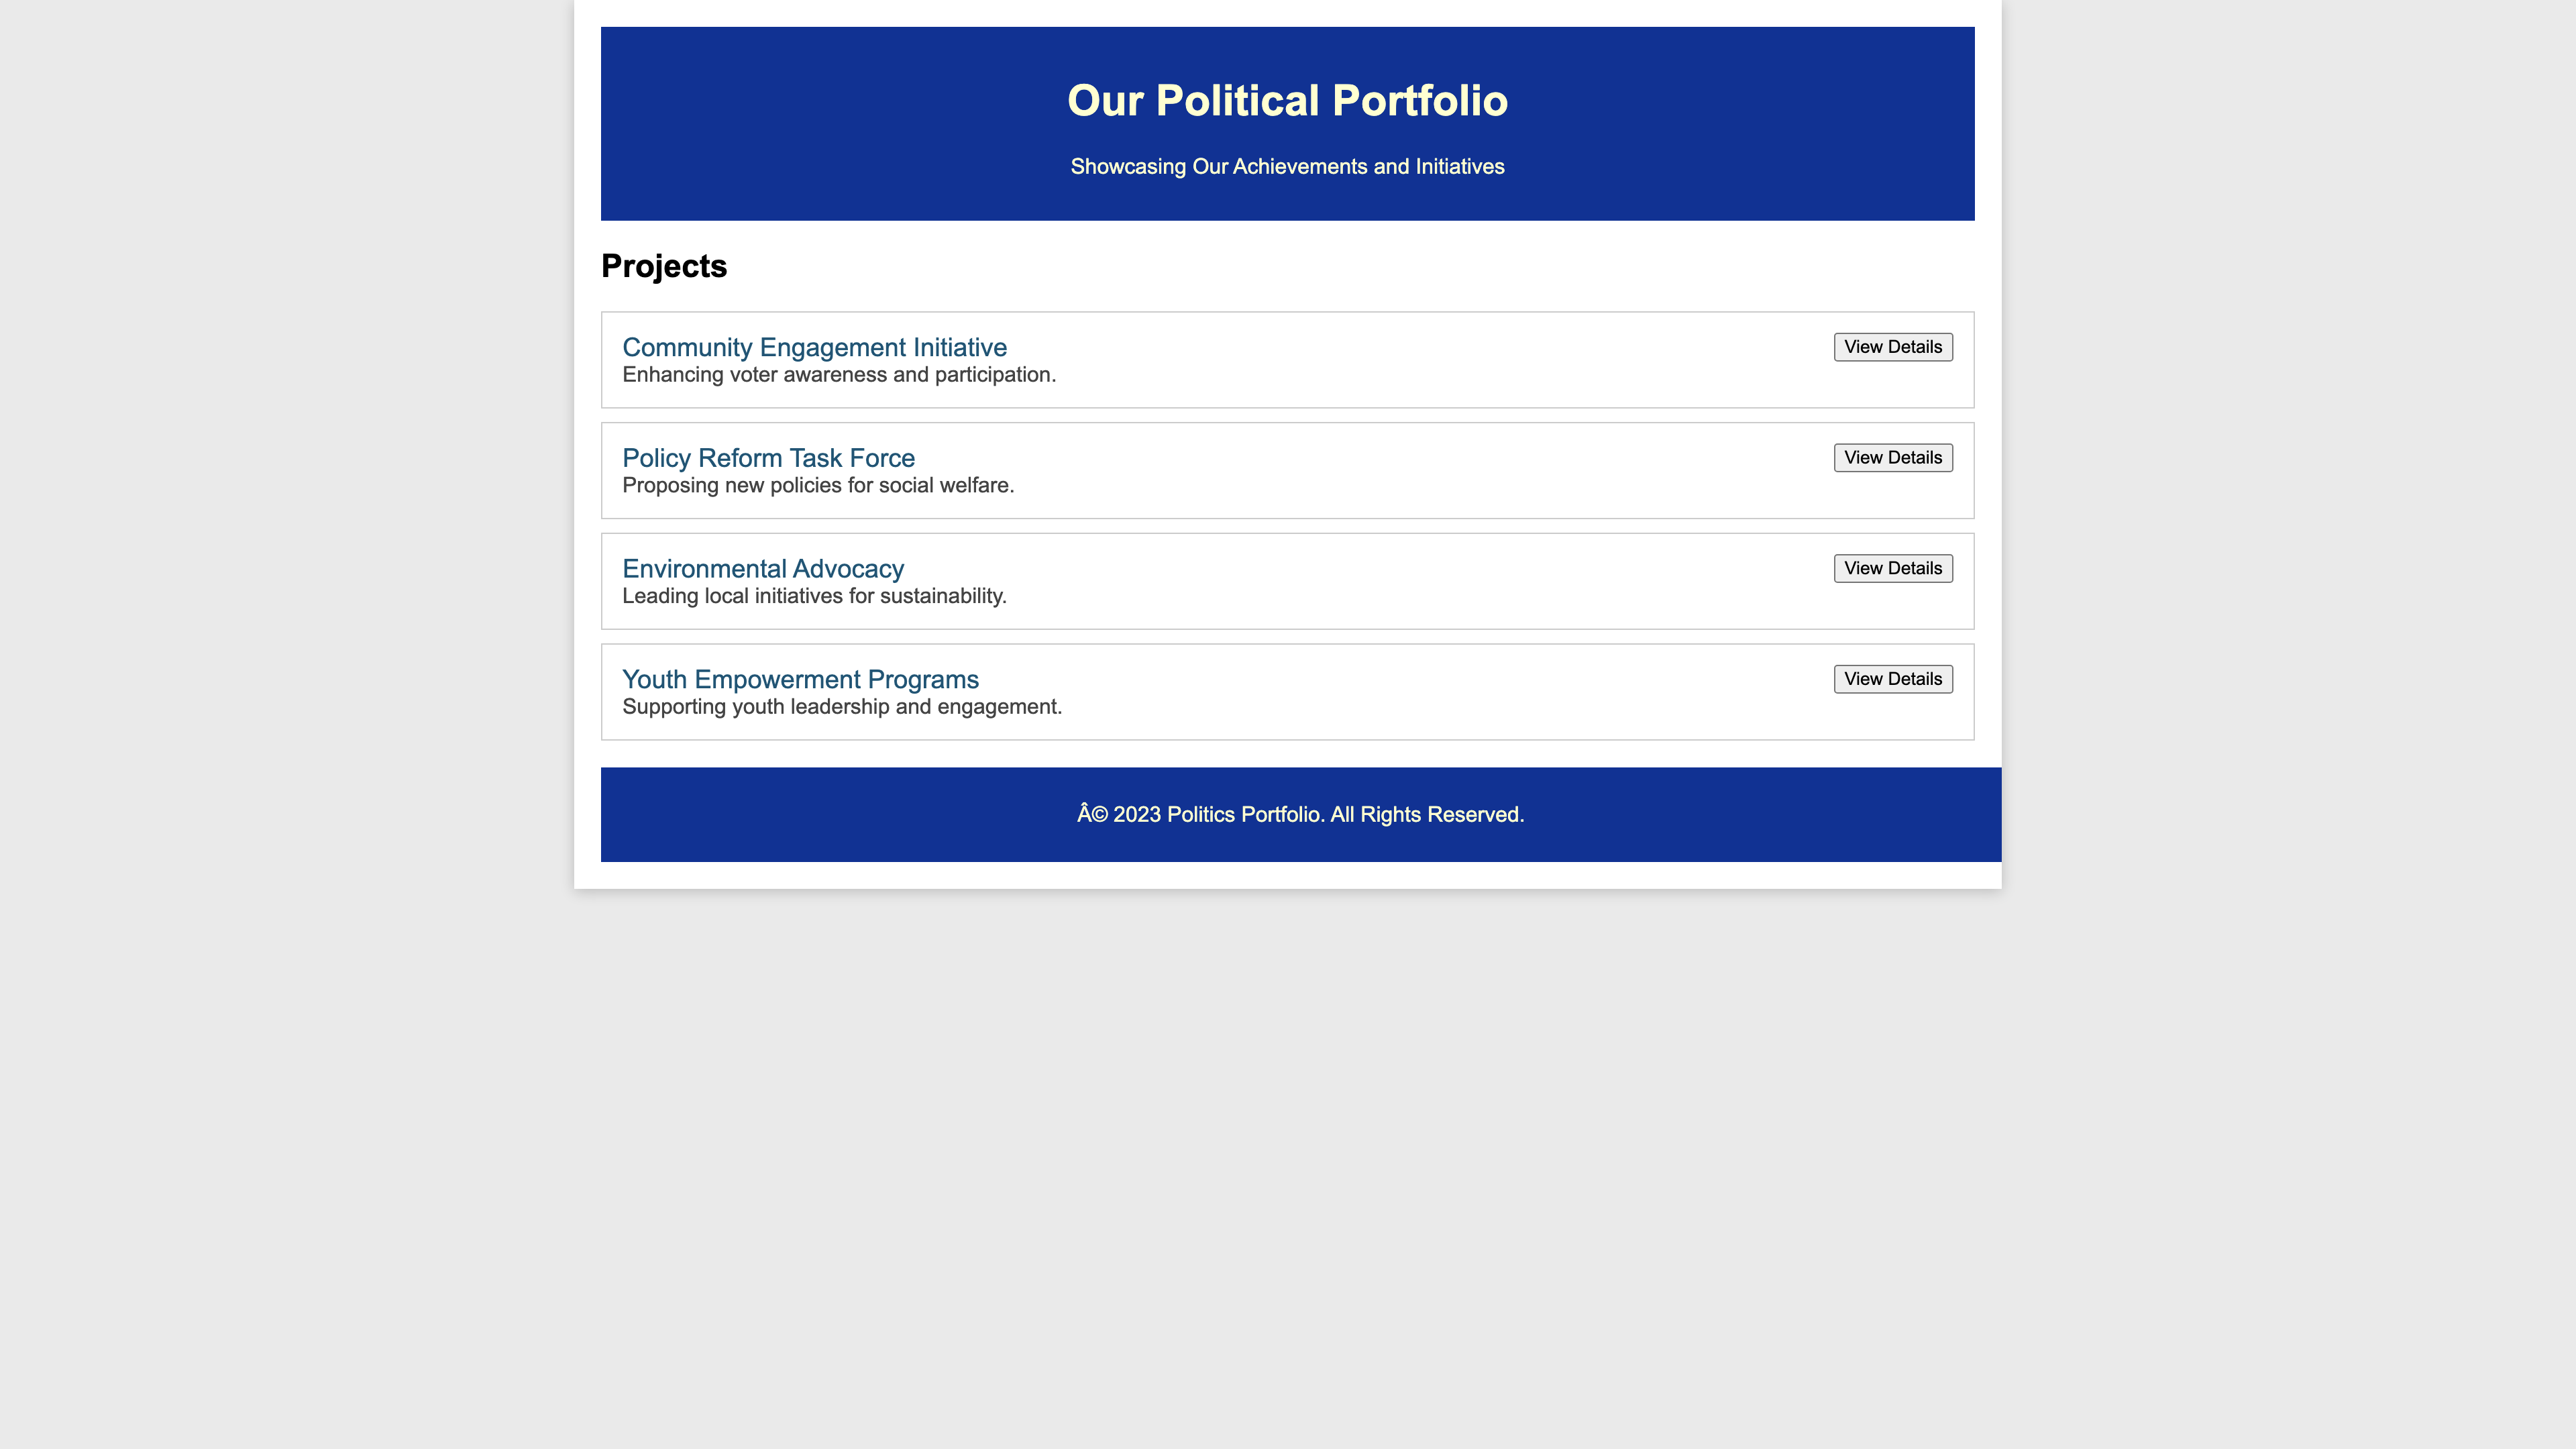 Our Political Portfolio
Showcasing Our Achievements and Initiatives
Projects
Community Engagement Initiative
View Details
Enhancing voter awareness and participation.
Policy Reform Task Force
View Details
Proposing new policies for social welfare.
Environmental Advocacy
View Details
Leading local initiatives for sustainability.
Youth Empowerment Programs
View Details
Supporting youth leadership and engagement.
Â© 2023 Politics Portfolio. All Rights Reserved.